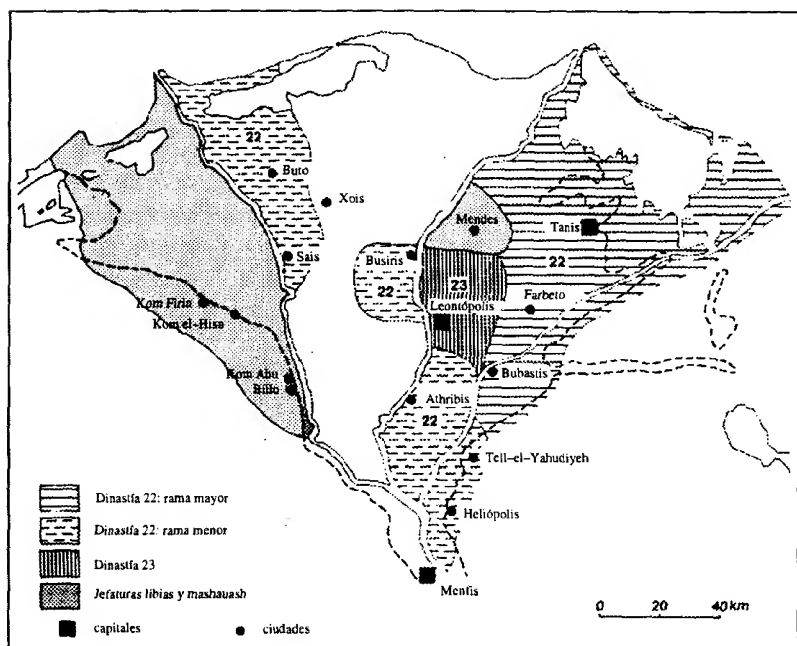 22
Buto
Xois
Mendes
Tanis
Sais
Busiris
23
22
22
Leontópolis
Farbeto
Kom Firin
Kom el-Hisn
Kom Abu
Billo
Bubastis
Athribis
22
Tell-el-Yahudiyeh
Heliópolis
Menfis
Dinastía 22: rama mayor
Dinastía 22: rama menor
Dinastía 23
Jefaturas libias y mashauash
capitales
ciudades
0 20 40 km